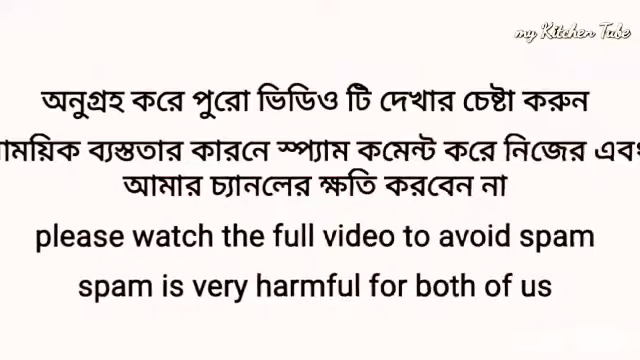 my Kitchen Tube
অনুগ্রহ করে পুরো ভিডিও টি দেখার চেষ্টা করুন
ব্যস্ততার কারনে স্প্যাম কমেন্ট করে নিজের
আমার চ্যানলের ক্ষতি করবেন না
please watch the full video to avoid spam
spam is very harmful for both of us